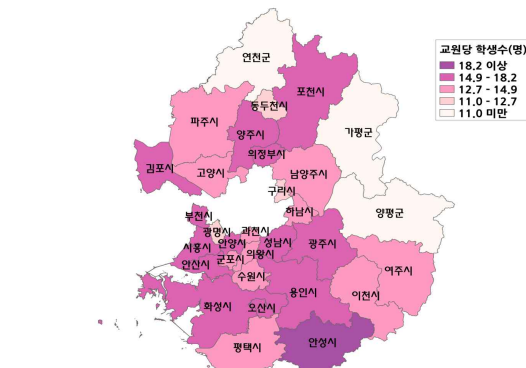 교원당 학생수(명)
18.2 이상
14.9 - 18.2
12.7 - 14.9
11.0 - 12.7
11.0 미만
연천군
포천시
동두천시
파주시
양주시
가평군
의정부시
김포시
고양시
남양주시
구리시
하남시
양평군
부천시
광명시
과천시
시흥시
안양시
성남시
광주시
안산시
군포시
의왕시
여주시
수원시
이천시
용인시
화성시
오산시
평택시
안성시